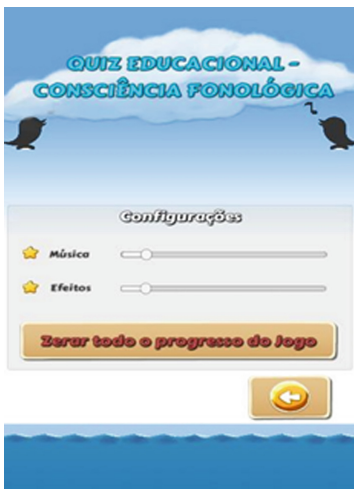 QUIZ EDUCACIONAL -
CONSCIÊNCIA FONOLÓGICA
Configurações
Música
Efeitos
Zerar todo o progresso do Jogo